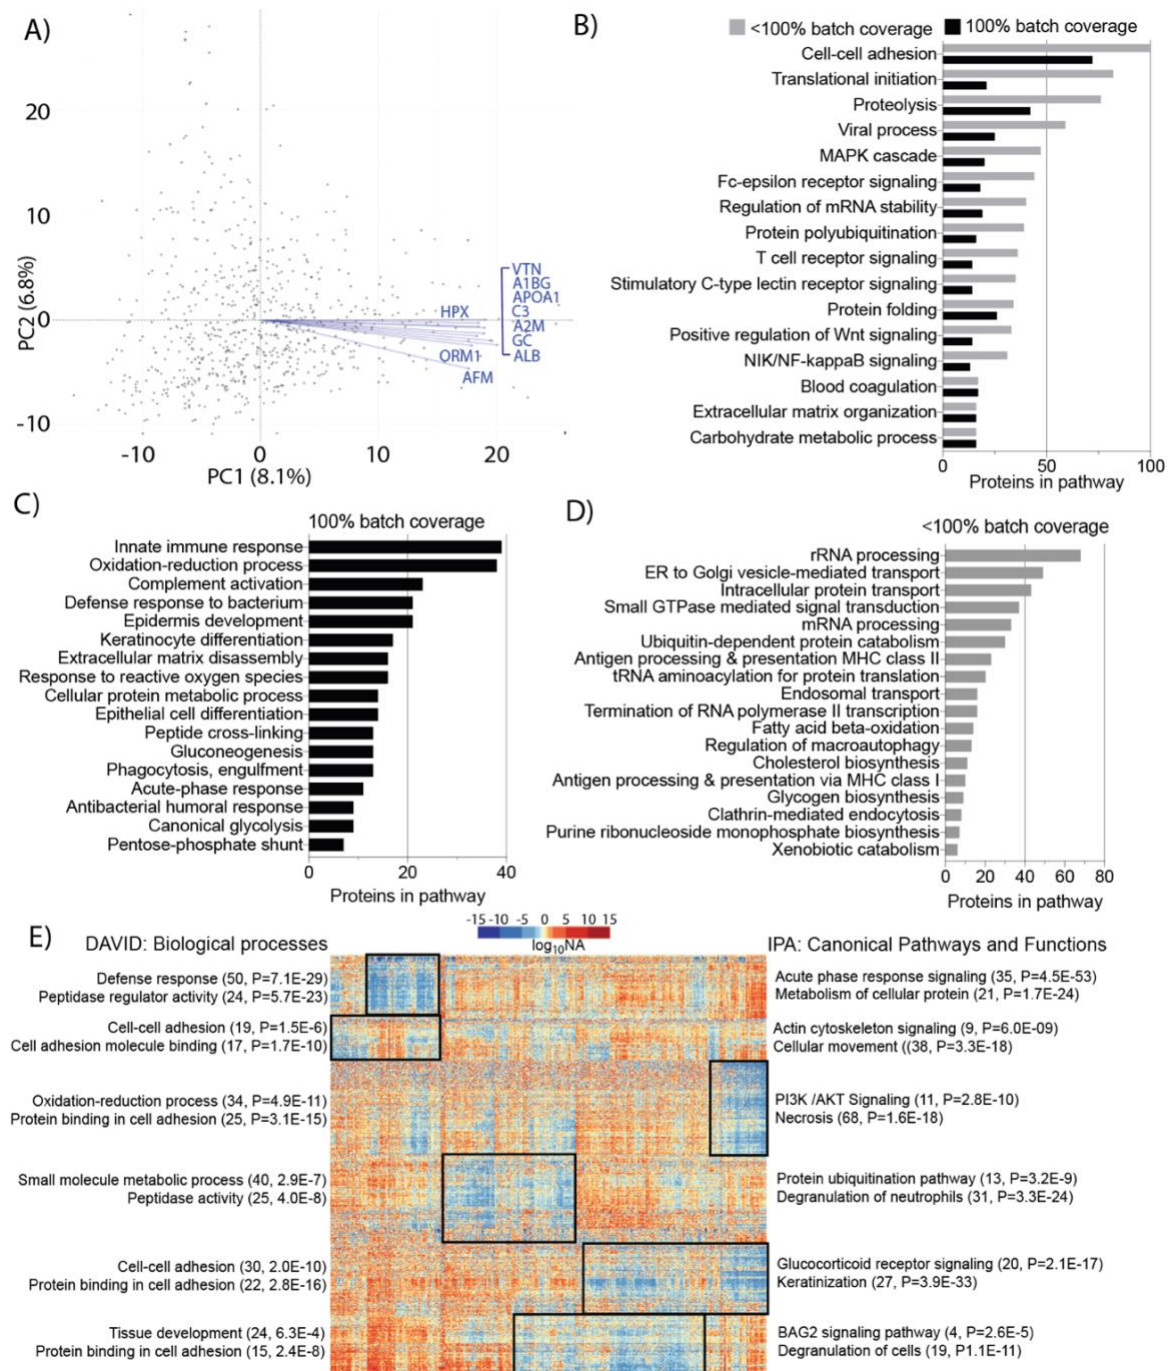 A)
20
10
0
-10
PC2 (6.8%)
-10 0 10 20
PC1 (8.1%)
HPX
ORM1
AFM
VTN
A1BG
APOA1
C3
A2M
GC
ALB
B)
<100% batch coverage 100% batch coverage
Cell-cell adhesion
Translational initiation
Proteolysis
Viral process
MAPK cascade
Fc-epsilon receptor signaling
Regulation of mRNA stability
Protein polyubiquitination
T cell receptor signaling
Stimulatory C-type lectin receptor signaling
Protein folding
Positive regulation of Wnt signaling
NIK/NF-kappaB signaling
Blood coagulation
Extracellular matrix organization
Carbohydrate metabolic process
0 50 100
Proteins in pathway
C)
100% batch coverage
Innate immune response
Oxidation-reduction process
Complement activation
Defense response to bacterium
Epidermis development
Keratinocyte differentiation
Extracellular matrix disassembly
Response to reactive oxygen species
Cellular protein metabolic process
Epithelial cell differentiation
Peptide cross-linking
Gluconeogenesis
Phagocytosis, engulfment
Acute-phase response
Antibacterial humoral response
Canonical glycolysis
Pentose-phosphate shunt
0 20 40
Proteins in pathway
D)
<100% batch coverage
rRNA processing
ER to Golgi vesicle-mediated transport
Intracellular protein transport
Small GTPase mediated signal transduction
mRNA processing
Ubiquitin-dependent protein catabolism
Antigen processing & presentation MHC class II
tRNA aminoacylation for protein translation
Endosomal transport
Termination of RNA polymerase II transcription
Fatty acid beta-oxidation
Regulation of macroautophagy
Cholesterol biosynthesis
Antigen processing & presentation via MHC class I
Glycogen biosynthesis
Clathrin-mediated endocytosis
Purine ribonucleoside monophosphate biosynthesis
Xenobiotic catabolism
0 20 40 60 80
Proteins in pathway
E)
DAVID: Biological processes
-15 -10 -5 0 5 10 15
log10NA
IPA: Canonical Pathways and Functions
Defense response (50, P=7.1E-29)
Peptidase regulator activity (24, P=5.7E-23)
Cell-cell adhesion (19, P=1.5E-6)
Cell adhesion molecule binding (17, P=1.7E-10)
Oxidation-reduction process (34, P=4.9E-11)
Protein binding in cell adhesion (25, P=3.1E-15)
Small molecule metabolic process (40, 2.9E-7)
Peptidase activity (25, 4.0E-8)
Cell-cell adhesion (30, 2.0E-10)
Protein binding in cell adhesion (22, 2.8E-16)
Tissue development (24, 6.3E-4)
Protein binding in cell adhesion (15, 2.4E-8)
Acute phase response signaling (35, P=4.5E-53)
Metabolism of cellular protein (21, P=1.7E-24)
Actin cytoskeleton signaling (9, P=6.0E-09)
Cellular movement ((38, P=3.3E-18)
PI3K /AKT Signaling (11, P=2.8E-10)
Necrosis (68, P=1.6E-18)
Protein ubiquitination pathway (13, P=3.2E-9)
Degranulation of neutrophils (31, P=3.3E-24)
Glucocorticoid receptor signaling (20, P=2.1E-17)
Keratinization (27, P=3.9E-33)
BAG2 signaling pathway (4, P=2.6E-5)
Degranulation of cells (19, P1.1E-11)